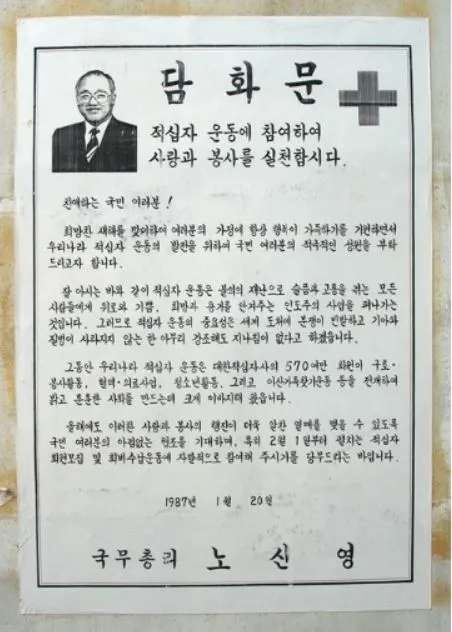 담 화 문
적십자 운동에 참여하여
사랑과 봉사를 실천합시다.
친애하는 국민 여러분 !
희망찬 새해를 맞이하여 여러분의 가정에 항상 행복이 가득하기를 기원하면서
우리나라 적십자 운동의 발전을 위하여 국민 여러분의 적극적인 성원을 부탁
드리고자 합니다.
잘 아시는 바와 같이 적십자 운동은 불의의 재난으로 슬픔과 고통을 겪는 모든
사람들에게 위로와 기쁨, 희망과 용기를 안겨주는 인도주의 사업을 펴나가는
것입니다. 그러므로 적십자 운동의 중요성은 세계 도처에 분쟁이 빈발하고 기아와
질병이 사라지지 않는 한 아무리 강조해도 지나침이 없다고 하겠습니다.
그동안 우리나라 적십자 운동은 대한적십자사의 570여만 회원이 구호·
봉사활동, 혈액·의료사업, 청소년활동, 그리고 이산가족찾기운동 등을 전개하여
밝고 훈훈한 사회를 만드는데 크게 이바지해 왔읍니다.
올해에도 이러한 사랑과 봉사의 행진이 더욱 알찬 열매를 맺을 수 있도록
국민 여러분의 아낌없는 협조를 기대하며, 특히 2월 1일부터 펼치는 적십자
회원모집 및 회비수납운동에 자발적으로 참여해 주시기를 당부드리는 바입니다.
1987년 1월 20일
국무총리 노 신 영